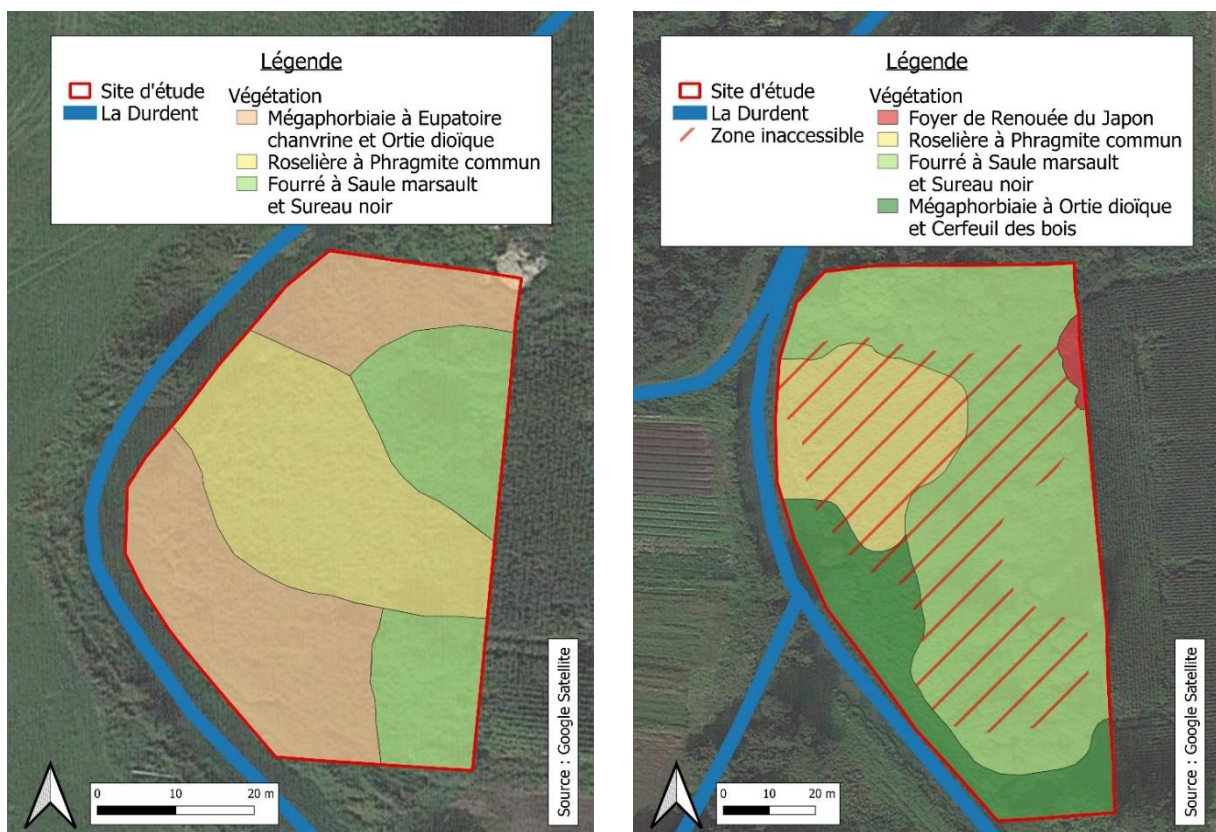 Légende
Site d'étude
La Durdent
Végétation
Mégaphorbiaie à Eupatoire
chanvrine et Ortie dioïque
Roselière à Phragmite commun
Fourré à Saule marsault
et Sureau noir
0 10 20 m
Source : Google Satellite
Légende
Site d'étude
La Durdent
Zone inaccessible
Végétation
Foyer de Renouée du Japon
Roselière à Phragmite commun
Fourré à Saule marsault
et Sureau noir
Mégaphorbiaie à Ortie dioïque
et Cerfeuil des bois
0 10 20 m
Source : Google Satellite